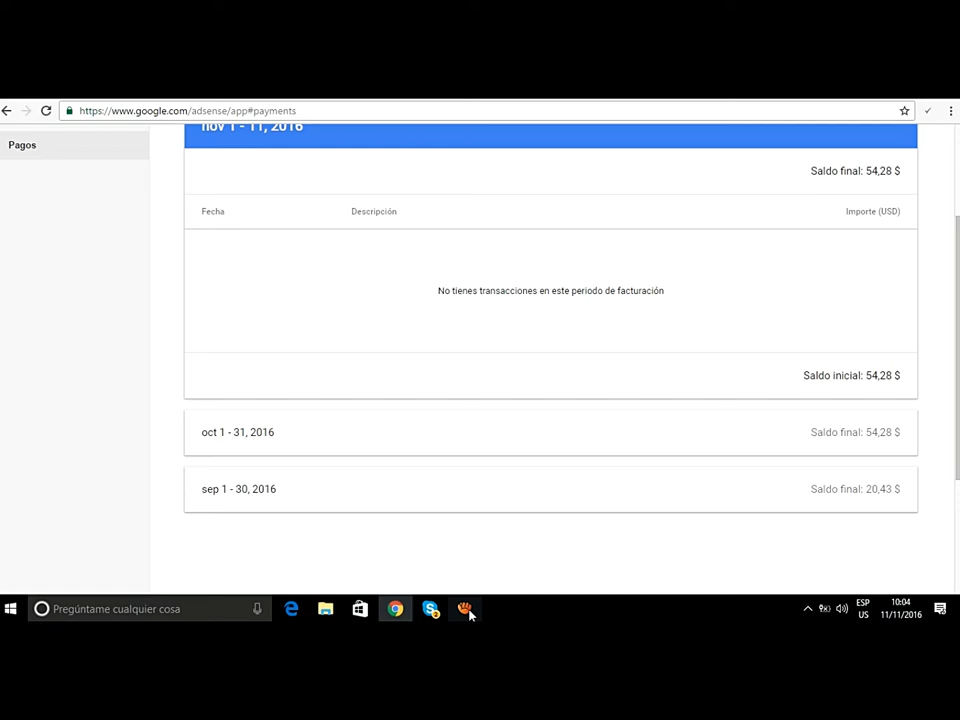 https://www.google.com/adsense/app#payments
Pagos
nov 1 - 11, 2016
Saldo final: 54,28 $
Fecha Descripción Importe (USD)
No tienes transacciones en este periodo de facturación
Saldo inicial: 54,28 $
oct 1 - 31, 2016 Saldo final: 54,28 $
sep 1 - 30, 2016 Saldo final: 20,43 $
Pregúntame cualquier cosa
2
ESP
US
10:04
11/11/2016